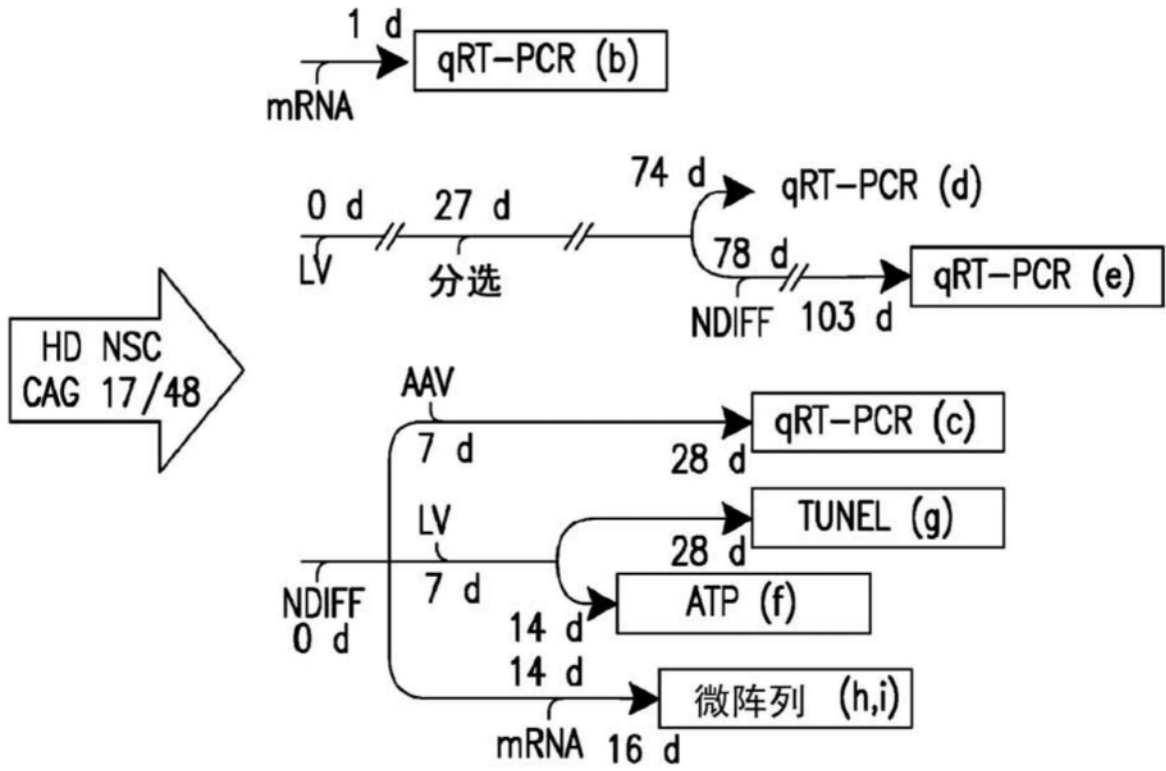 1 d
qRT-PCR (b)
mRNA
74 d
qRT-PCR (d)
0 d
27 d
LV
分选
78 d
qRT-PCR (e)
NDIFF
103 d
HD NSC
CAG 17/48
AAV
7 d
28 d
qRT-PCR (c)
LV
7 d
28 d
TUNEL (g)
NDIFF
0 d
14 d
ATP (f)
14 d
mRNA
16 d
微阵列 (h,i)